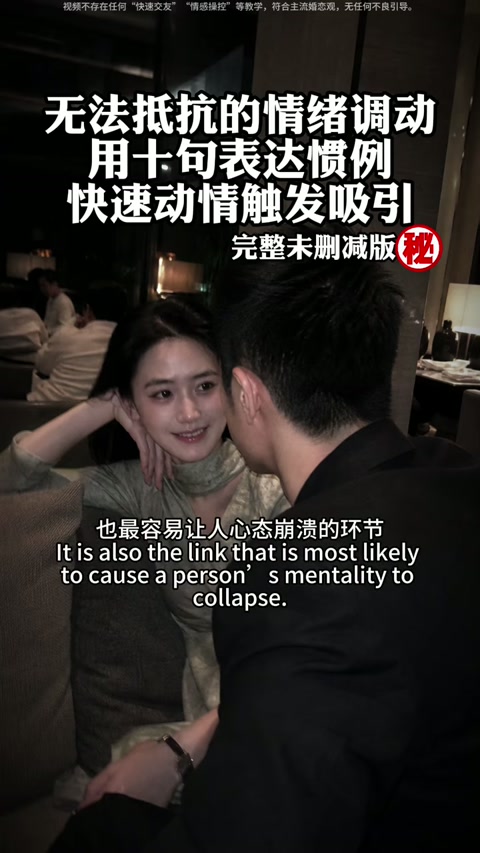 视频不存在任何“快速交友”“情感操控”等教学，符合主流婚恋观，无任何不良引导。
无法抵抗的情绪调动
用十句表达惯例
快速动情触发吸引
完整未删减版 秘
也最容易让人心态崩溃的环节
It is also the link that is most likely
to cause a person’s mentality to
collapse.